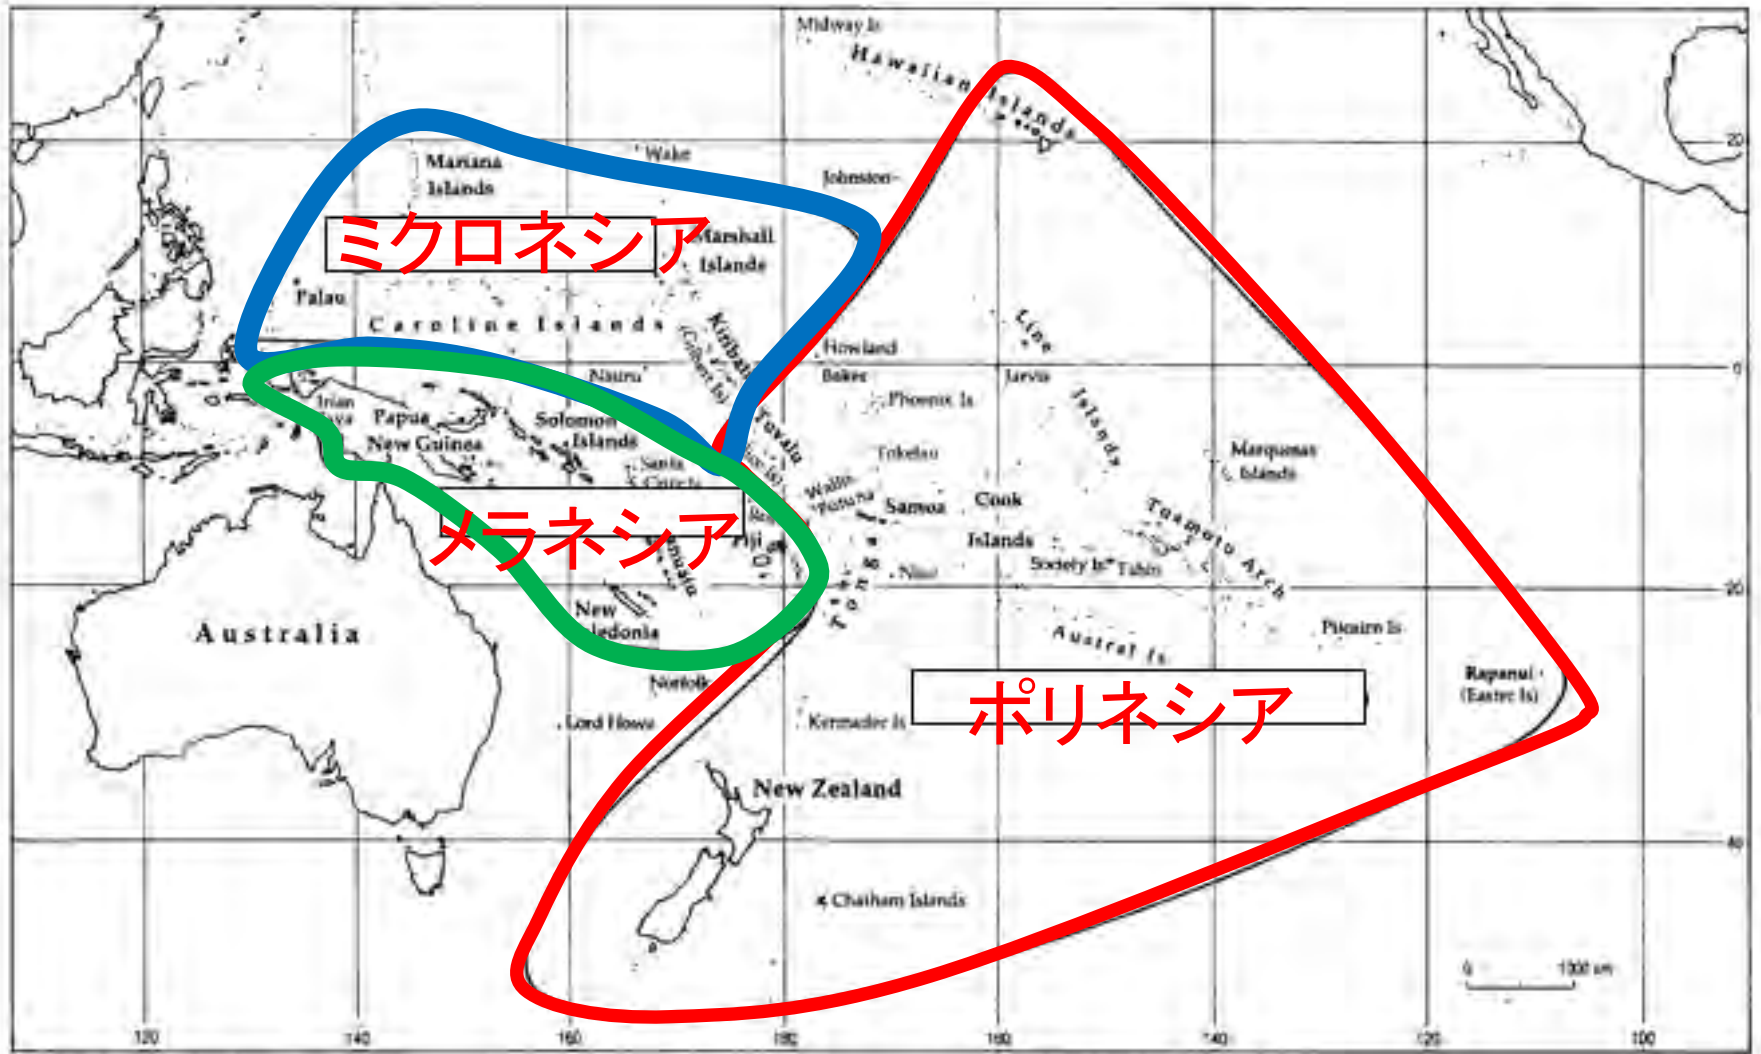 Midway Is
Hawaiian Islands
20
Mariana
Islands
Wake
Johnston
ミクロネシア
Marshall
Islands
Palau
Caroline Islands
Kiribati
(Gilbert Is)
Line
Islands
Howland
Baker
Jarvis
0
Nauru
Phoenix Is
Irian
Papua
New Guinea
Solomon
Islands
Tuvalu
Tokelau
Marquesas
Islands
Santa
Cruz Is
Wallis
Futuna
Samoa
Cook
Islands
メラネシア
Fiji
Tuamotu Arch
Society Is
Tahiti
Niue
Tonga
20
New
ledonia
Australia
Austral Is
Pitcairn Is
Norfolk
Rapanui
(Easter Is)
ポリネシア
Lord Howe
Kermadec Is
New Zealand
40
Chatham Islands
0 1000 km
120 140 160 180 160 140 120 100